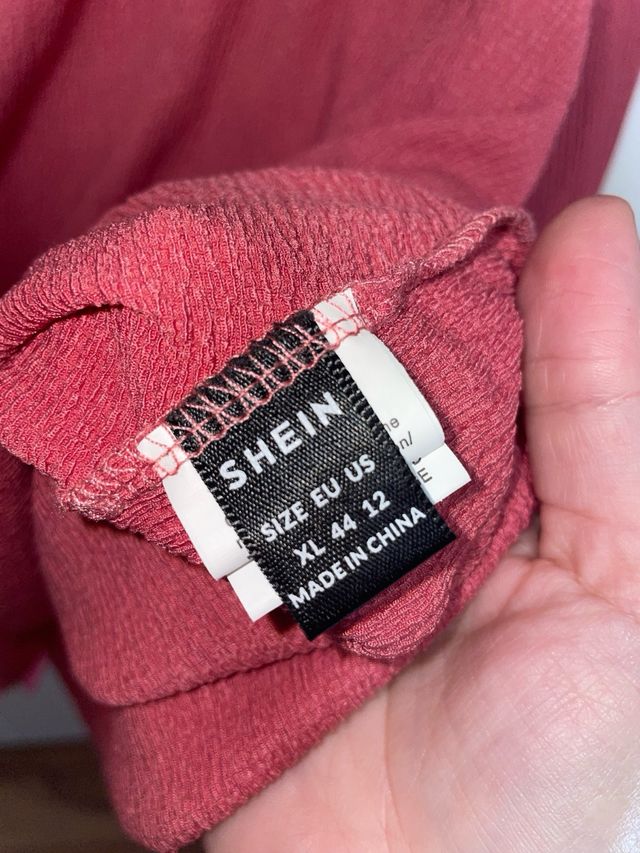 SHEIN
SIZE EU US
XL 44 12
MADE IN CHINA
E